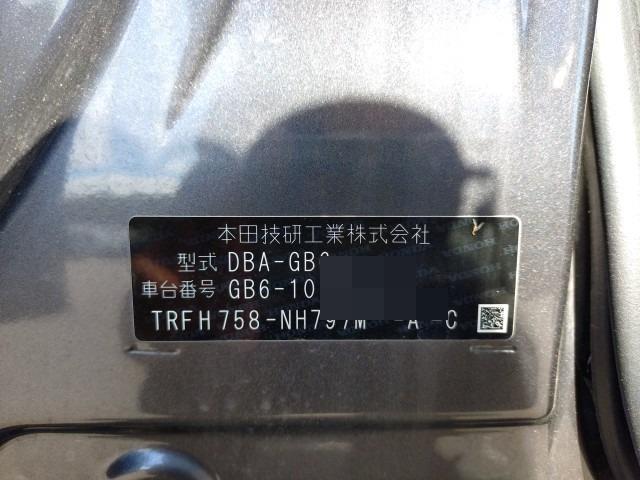 本田技研工業株式会社
型式 DBA-GB6
車台番号 GB6-10
TRFH758-NH797M -A -C